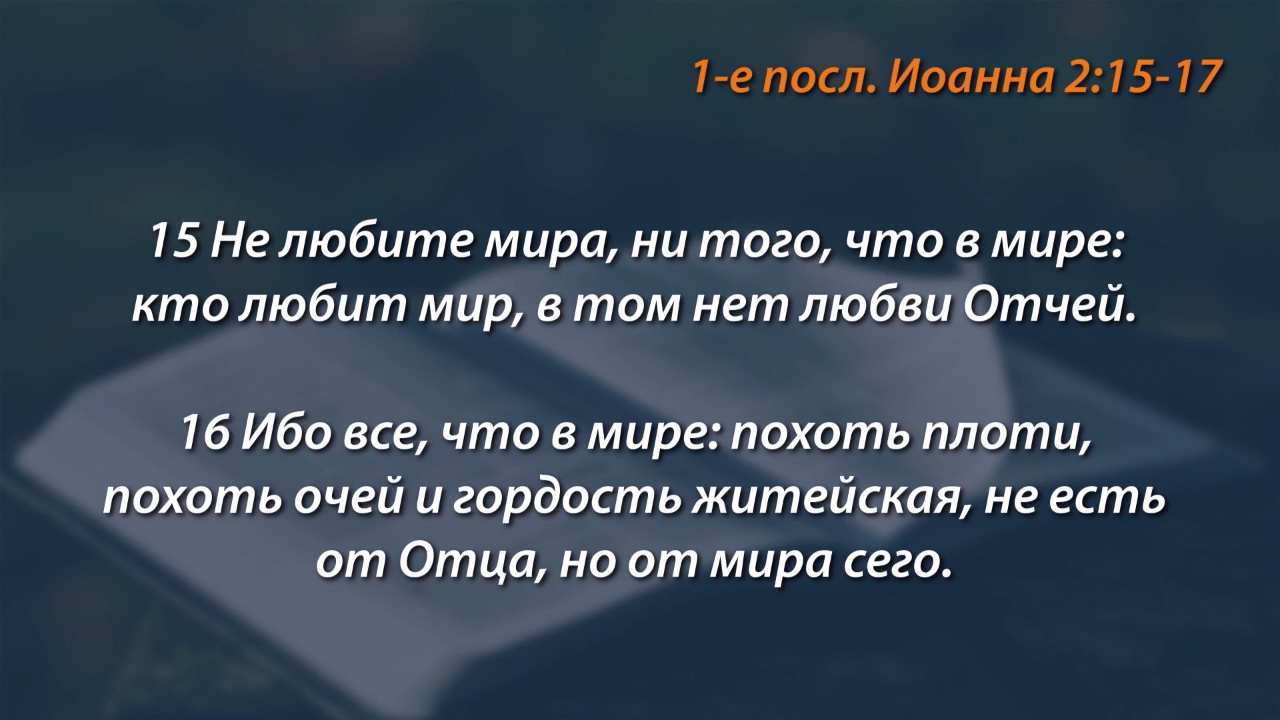 1-е посл. Иоанна 2:15-17
15 Не любите мира, ни того, что в мире:
кто любит мир, в том нет любви Отчей.
16 Ибо все, что в мире: похоть плоти,
похоть очей и гордость житейская, не есть
от Отца, но от мира сего.